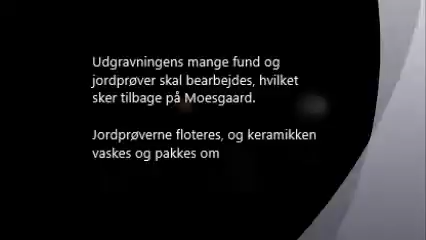 Udgravningens mange fund og
jordprøver skal bearbejdes, hvilket
sker tilbage på Moesgaard.
Jordprøverne floteres, og keramikken
vaskes og pakkes om